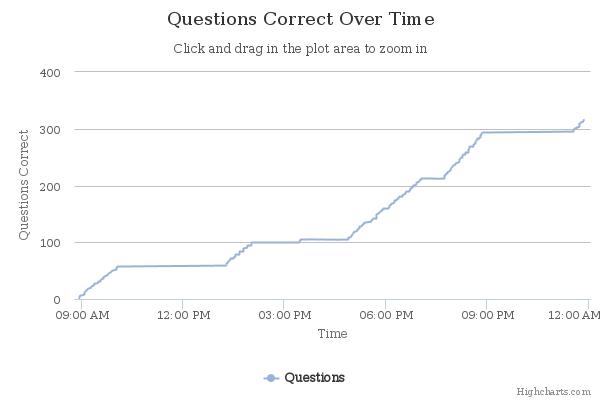 Questions Correct Over Time
Click and drag in the plot area to zoom in
Questions Correct
400
300
200
100
0
09:00 AM 12:00 PM 03:00 PM 06:00 PM 09:00 PM 12:00 AM
Time
Questions
Highcharts.com